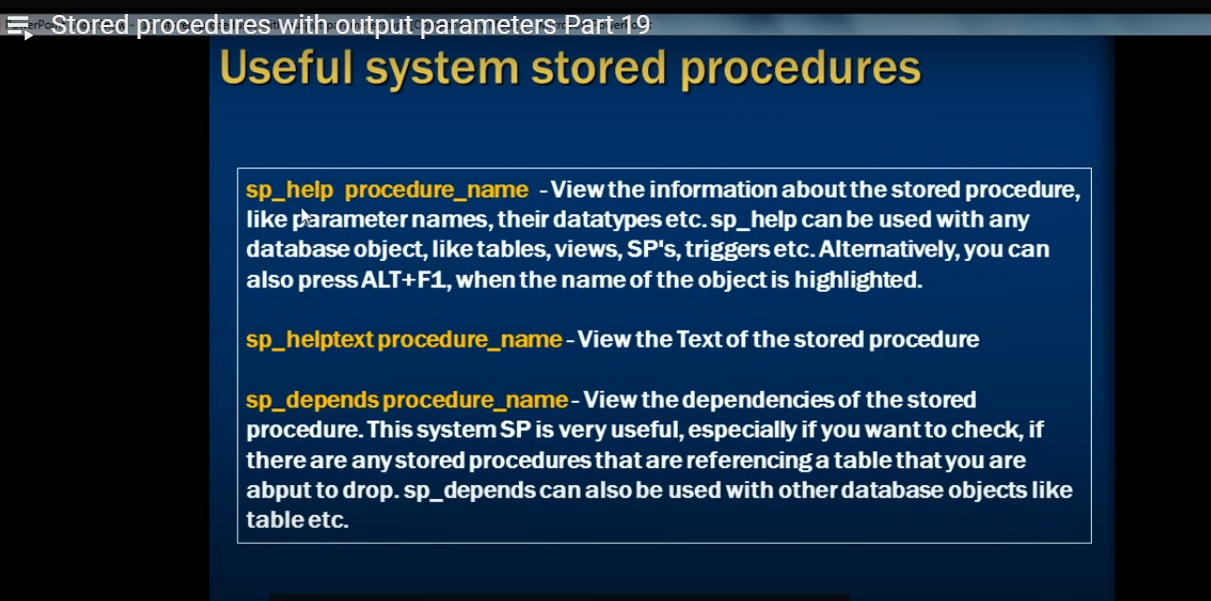 Stored procedures with output parameters Part 19
Useful system stored procedures
sp_help procedure_name - View the information about the stored procedure,
like parameter names, their datatypes etc. sp_help can be used with any
database object, like tables, views, SP's, triggers etc. Alternatively, you can
also press ALT+F1, when the name of the object is highlighted.
sp_helptext procedure_name - View the Text of the stored procedure
sp_depends procedure_name - View the dependencies of the stored
procedure. This system SP is very useful, especially if you want to check, if
there are any stored procedures that are referencing a table that you are
abput to drop. sp_depends can also be used with other database objects like
table etc.